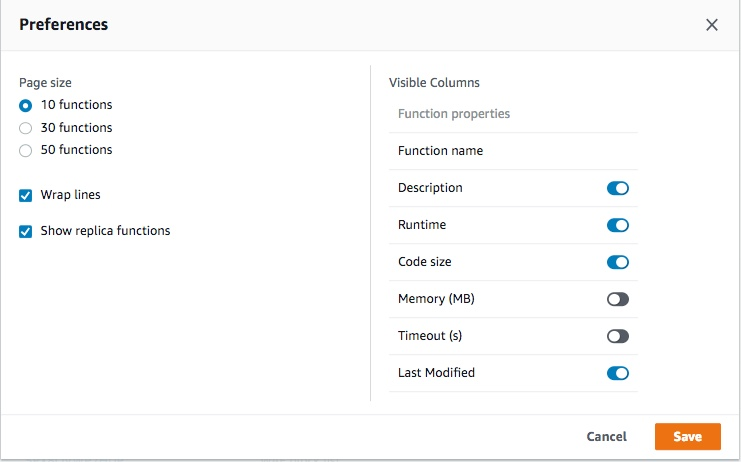 Preferences
Page size
10 functions
30 functions
50 functions
Wrap lines
Show replica functions
Visible Columns
Function properties
Function name
Description
Runtime
Code size
Memory (MB)
Timeout (s)
Last Modified
Cancel
Save